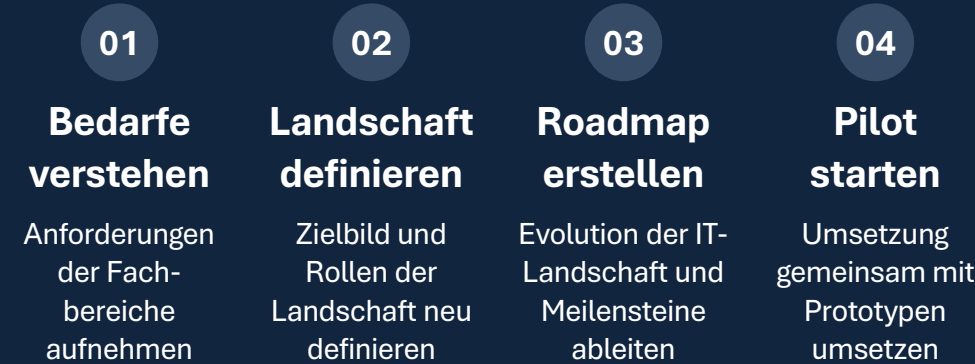 01
Bedarfe
verstehen
Anforderungen
der Fach-
bereiche
aufnehmen
02
Landschaft
definieren
Zielbild und
Rollen der
Landschaft neu
definieren
03
Roadmap
erstellen
Evolution der IT-
Landschaft und
Meilensteine
ableiten
04
Pilot
starten
Umsetzung
gemeinsam mit
Prototypen
umsetzen